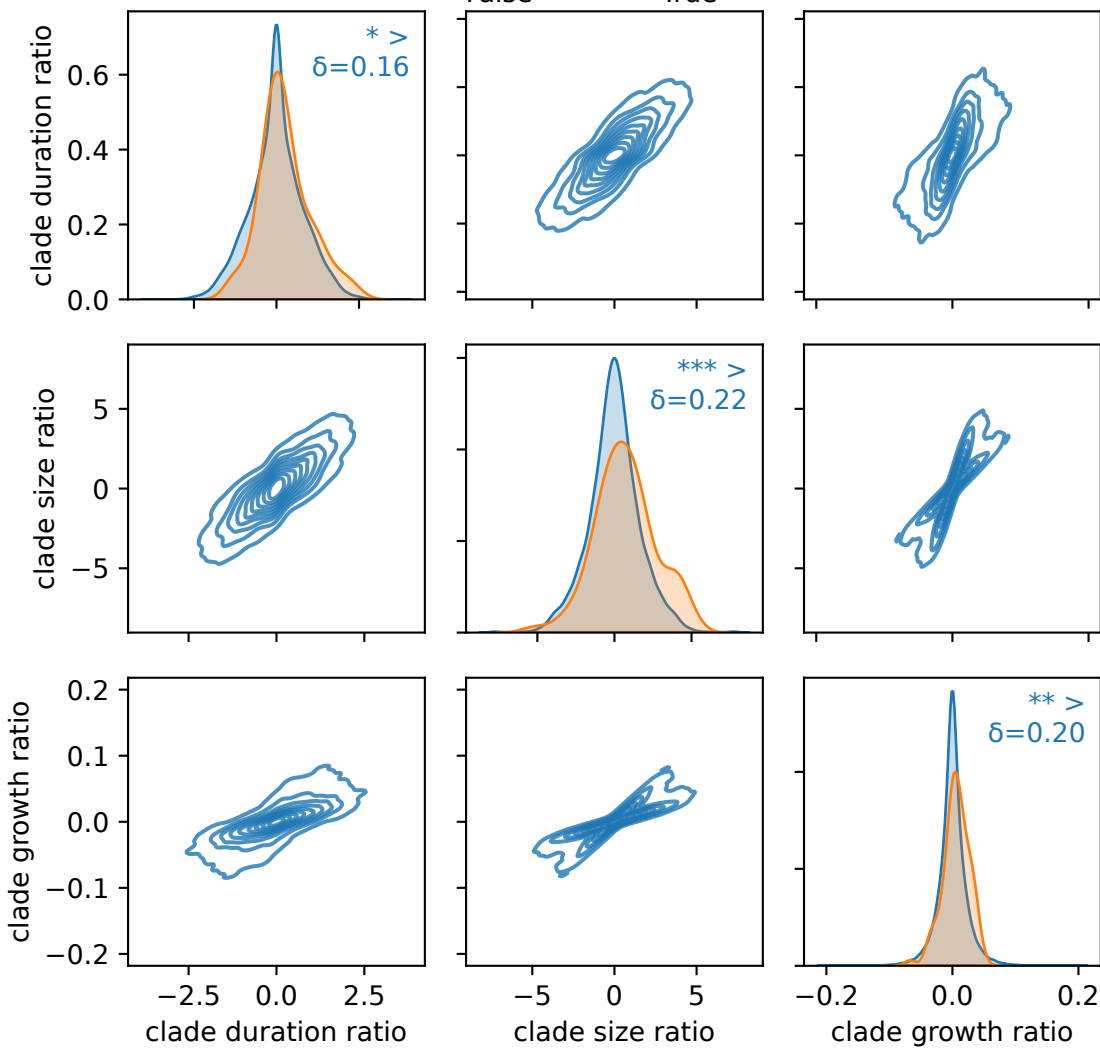 True
clade duration ratio
0.6
0.4
0.2
0.0
* >
δ=0.16
clade size ratio
5
0
−5
*** >
δ=0.22
clade growth ratio
0.2
0.1
0.0
−0.1
−0.2
** >
δ=0.20
−2.5 0.0 2.5
clade duration ratio
−5 0 5
clade size ratio
−0.2 0.0 0.2
clade growth ratio